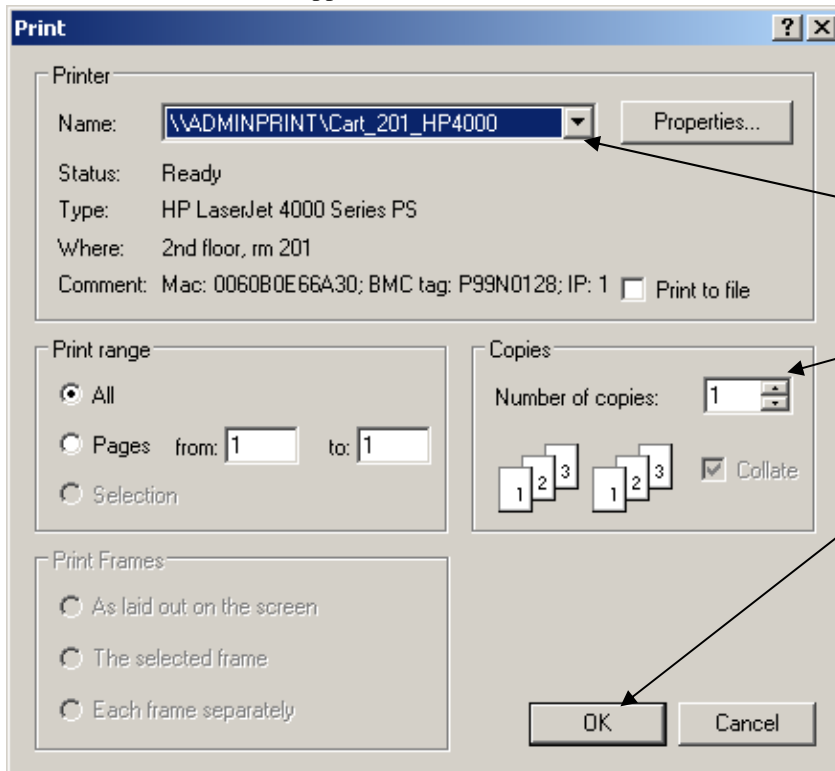 Print
Printer
Name: \\ADMINPRINT\Cart_201_HP4000 Properties...
Status: Ready
Type: HP LaserJet 4000 Series PS
Where: 2nd floor, rm 201
Comment: Mac: 0060B0E66A30; BMC tag: P99N0128; IP: 1 Print to file
Print range
All
Pages from: 1 to: 1
Selection
Copies
Number of copies: 1
1 2 3 1 2 3 Collate
Print Frames
As laid out on the screen
The selected frame
Each frame separately
OK Cancel